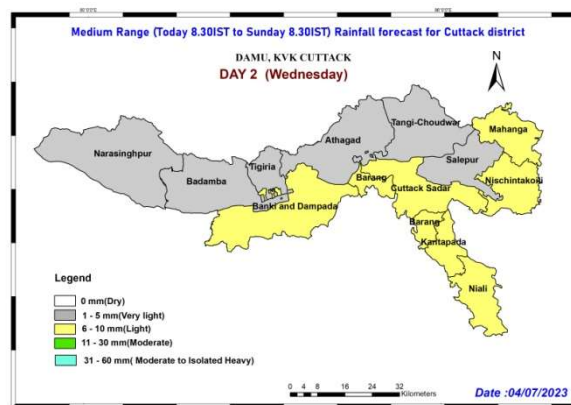 Medium Range (Today 8.30IST to Sunday 8.30IST) Rainfall forecast for Cuttack district
DAMU, KVK CUTTACK
DAY 2 (Wednesday)
N
Tangi-Choudwar
Mahanga
Athagad
Narasinghpur
Salepur
Tigiria
Badamba
Barang
Nischintakoili
Cuttack Sadar
Banki and Dampada
Barang
Kantapada
Niali
Legend
0 mm(Dry)
1 - 5 mm(Very light)
6 - 10 mm(Light)
11 - 30 mm(Moderate)
31 - 60 mm( Moderate to Isolated Heavy)
0 4 8 16 24 32
Kilometers
Date :04/07/2023